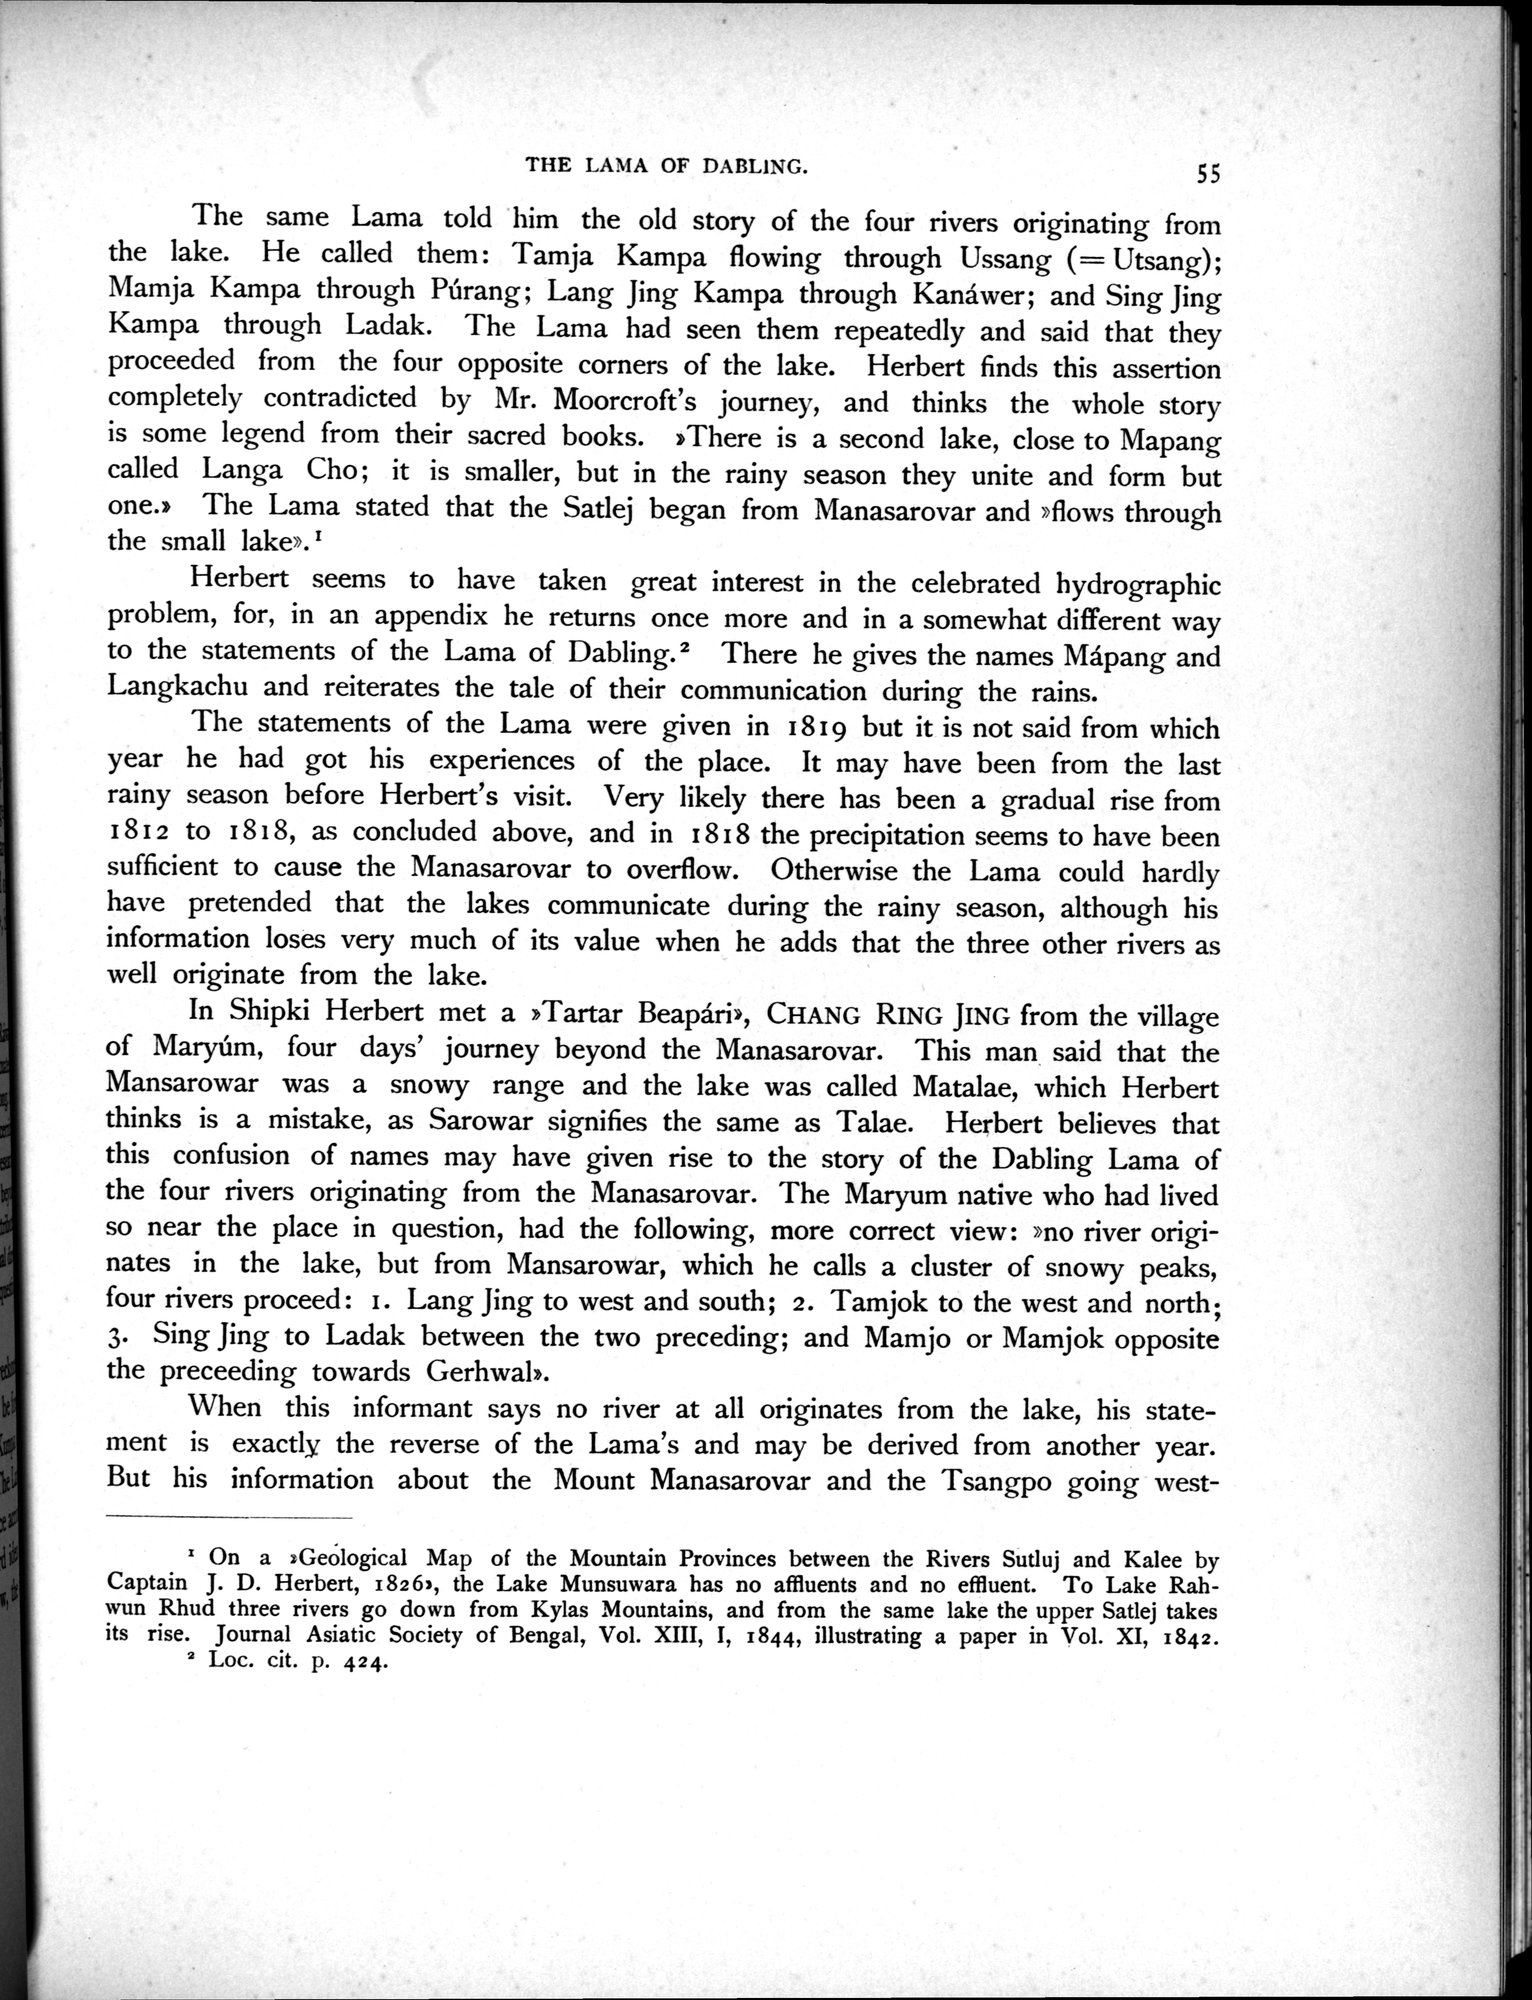 THE LAMA OF DABLING.
55
The same Lama told him the old story of the four rivers originating from
the lake. He called them: Tamja Kampa flowing through Ussang (= Utsang);
Mamja Kampa through Púrang; Lang Jing Kampa through Kanáwer; and Sing Jing
Kampa through Ladak. The Lama had seen them repeatedly and said that they
proceeded from the four opposite corners of the lake. Herbert finds this assertion
completely contradicted by Mr. Moorcroft's journey, and thinks the whole story
is some legend from their sacred books. »There is a second lake, close to Mapang
called Langa Cho; it is smaller, but in the rainy season they unite and form but
one.» The Lama stated that the Satlej began from Manasarovar and »flows through
the small lake».¹
Herbert seems to have taken great interest in the celebrated hydrographic
problem, for, in an appendix he returns once more and in a somewhat different way
to the statements of the Lama of Dabling.² There he gives the names Mápang and
Langkachu and reiterates the tale of their communication during the rains.
The statements of the Lama were given in 1819 but it is not said from which
year he had got his experiences of the place. It may have been from the last
rainy season before Herbert's visit. Very likely there has been a gradual rise from
1812 to 1818, as concluded above, and in 1818 the precipitation seems to have been
sufficient to cause the Manasarovar to overflow. Otherwise the Lama could hardly
have pretended that the lakes communicate during the rainy season, although his
information loses very much of its value when he adds that the three other rivers as
well originate from the lake.
In Shipki Herbert met a »Tartar Beapári», CHANG RING JING from the village
of Maryúm, four days' journey beyond the Manasarovar. This man said that the
Mansarowar was a snowy range and the lake was called Matalae, which Herbert
thinks is a mistake, as Sarowar signifies the same as Talae. Herbert believes that
this confusion of names may have given rise to the story of the Dabling Lama of
the four rivers originating from the Manasarovar. The Maryum native who had lived
so near the place in question, had the following, more correct view: »no river origi-
nates in the lake, but from Mansarowar, which he calls a cluster of snowy peaks,
four rivers proceed: 1. Lang Jing to west and south; 2. Tamjok to the west and north;
3. Sing Jing to Ladak between the two preceding; and Mamjo or Mamjok opposite
the preceeding towards Gerhwal».
When this informant says no river at all originates from the lake, his state-
ment is exactly the reverse of the Lama's and may be derived from another year.
But his information about the Mount Manasarovar and the Tsangpo going west-
¹ On a »Geological Map of the Mountain Provinces between the Rivers Sutluj and Kalee by
Captain J. D. Herbert, 1826», the Lake Munsuwara has no affluents and no effluent. To Lake Rah-
wun Rhud three rivers go down from Kylas Mountains, and from the same lake the upper Satlej takes
its rise. Journal Asiatic Society of Bengal, Vol. XIII, I, 1844, illustrating a paper in Vol. XI, 1842.
² Loc. cit. p. 424.